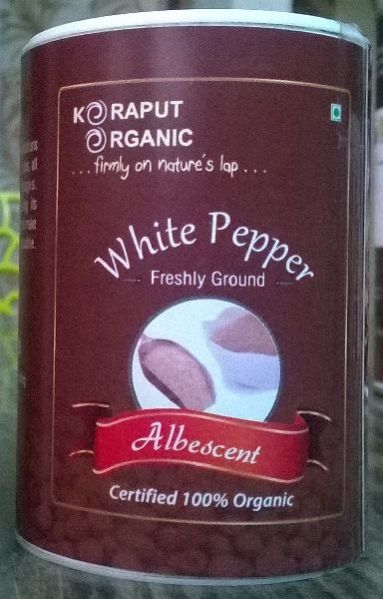 KORAPUT
ORGANIC
...firmly on nature's lap...
White Pepper
Freshly Ground
Albescent
Certified 100% Organic